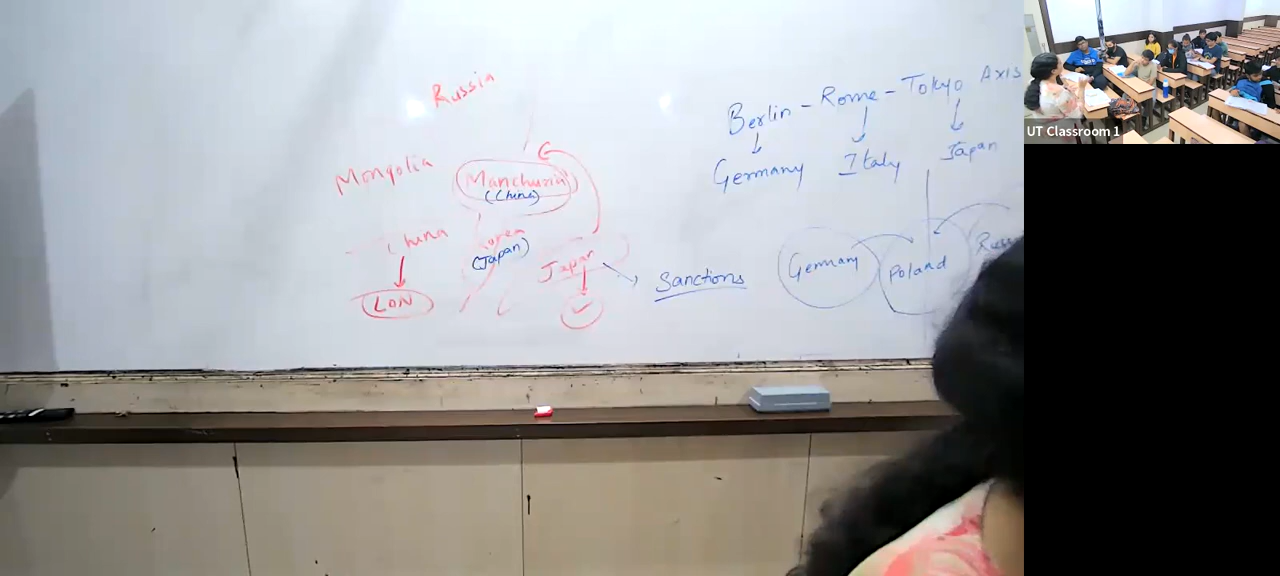 Russia
Mongolia
Manchuria
(China)
China
Korea
(Japan)
Japan
LON
Sanctions
Berlin - Rome - Tokyo Axis
Germany Italy Japan
Germany Poland
UT Classroom 1